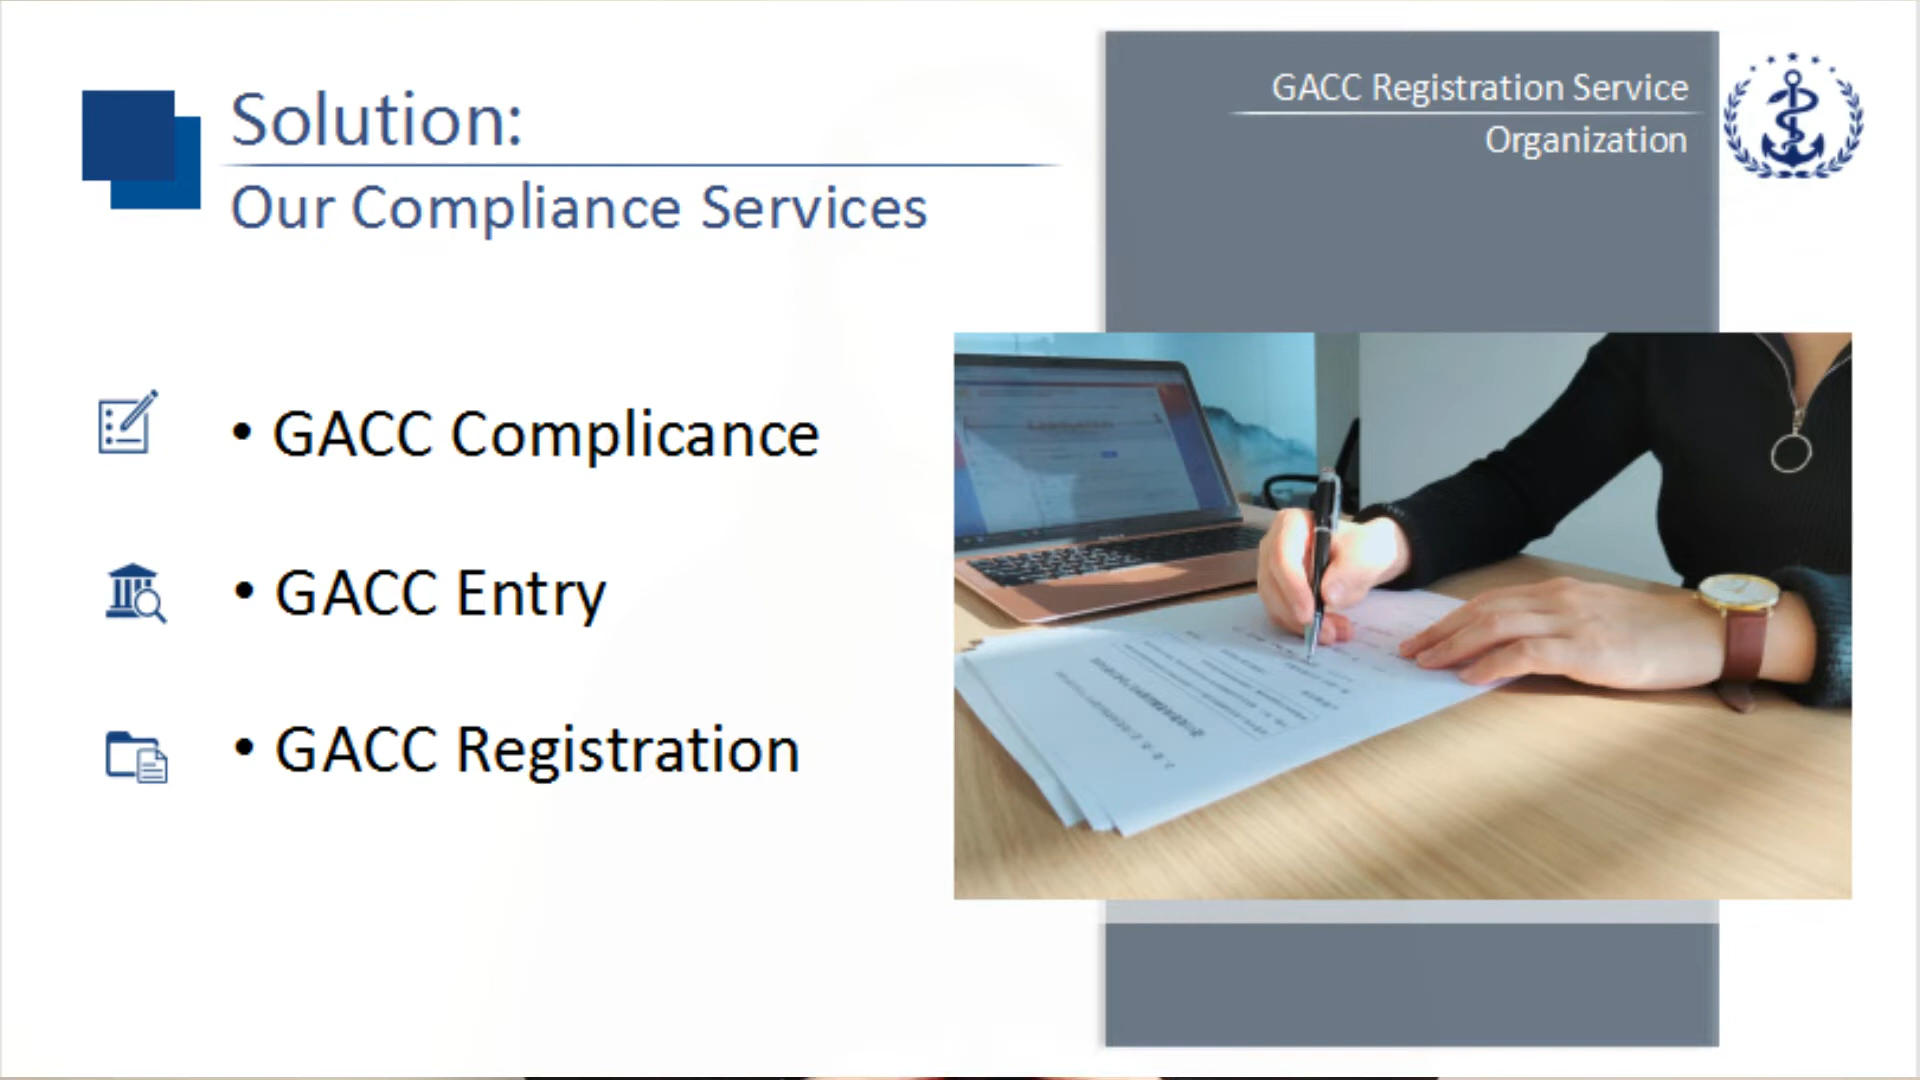 Solution:
Our Compliance Services
GACC Registration Service
Organization
• GACC Complicance
• GACC Entry
• GACC Registration